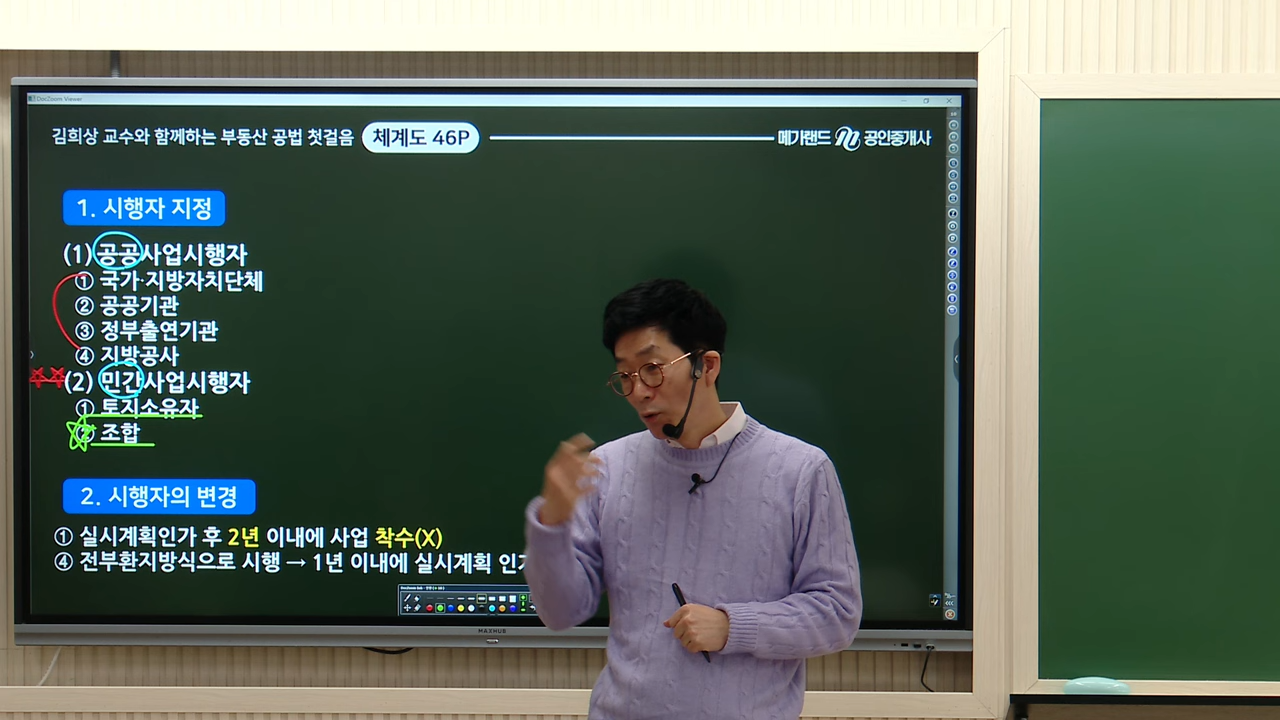 DocZoom Viewer
김희상 교수와 함께하는 부동산 공법 첫걸음 체계도 46P 메가랜드 공인중개사
1. 시행자 지정
(1) 공공사업시행자
① 국가·지방자치단체
② 공공기관
③ 정부출연기관
④ 지방공사
(2) 민간사업시행자
① 토지소유자
② 조합
2. 시행자의 변경
① 실시계획인가 후 2년 이내에 사업 착수(X)
④ 전부환지방식으로 시행 → 1년 이내에 실시계획
MAXHUB